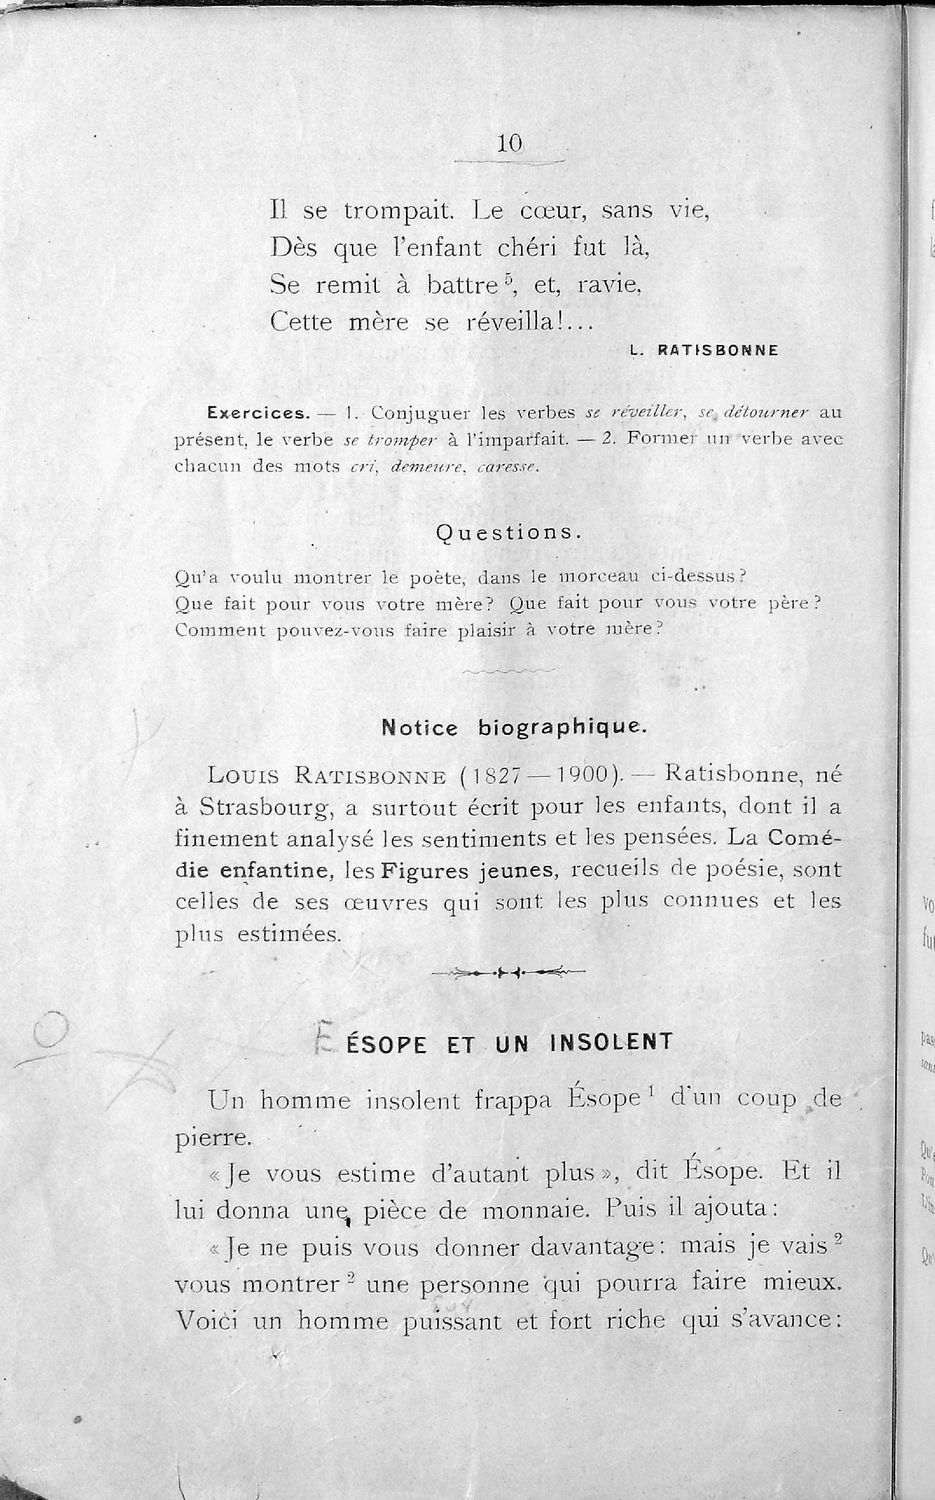 10
Il se trompait. Le cœur, sans vie,
Dès que l'enfant chéri fut là,
Se remit à battre⁵, et, ravie,
Cette mère se réveilla!...
L. RATISBONNE
Exercices. — 1. Conjuguer les verbes se réveiller, se détourner au
présent, le verbe se tromper à l'imparfait. — 2. Former un verbe avec
chacun des mots cri, demeure, caresse.
Questions.
Qu'a voulu montrer le poète, dans le morceau ci-dessus?
Que fait pour vous votre mère? Que fait pour vous votre père?
Comment pouvez-vous faire plaisir à votre mère?
Notice biographique.
LOUIS RATISBONNE (1827—1900). — Ratisbonne, né
à Strasbourg, a surtout écrit pour les enfants, dont il a
finement analysé les sentiments et les pensées. La Comé-
die enfantine, les Figures jeunes, recueils de poésie, sont
celles de ses œuvres qui sont les plus connues et les
plus estimées.
E ÉSOPE ET UN INSOLENT
Un homme insolent frappa Ésope¹ d'un coup de
pierre.
«Je vous estime d'autant plus», dit Ésope. Et il
lui donna une pièce de monnaie. Puis il ajouta:
«Je ne puis vous donner davantage: mais je vais²
vous montrer² une personne qui pourra faire mieux.
Voici un homme puissant et fort riche qui s'avance: